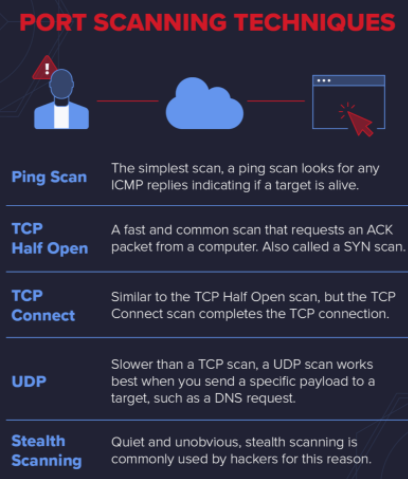 PORT SCANNING TECHNIQUES
!
Ping Scan
The simplest scan, a ping scan looks for any
ICMP replies indicating if a target is alive.
TCP
Half Open
A fast and common scan that requests an ACK
packet from a computer. Also called a SYN scan.
TCP
Connect
Similar to the TCP Half Open scan, but the TCP
Connect scan completes the TCP connection.
UDP
Slower than a TCP scan, a UDP scan works
best when you send a specific payload to a
target, such as a DNS request.
Stealth
Scanning
Quiet and unobvious, stealth scanning is
commonly used by hackers for this reason.